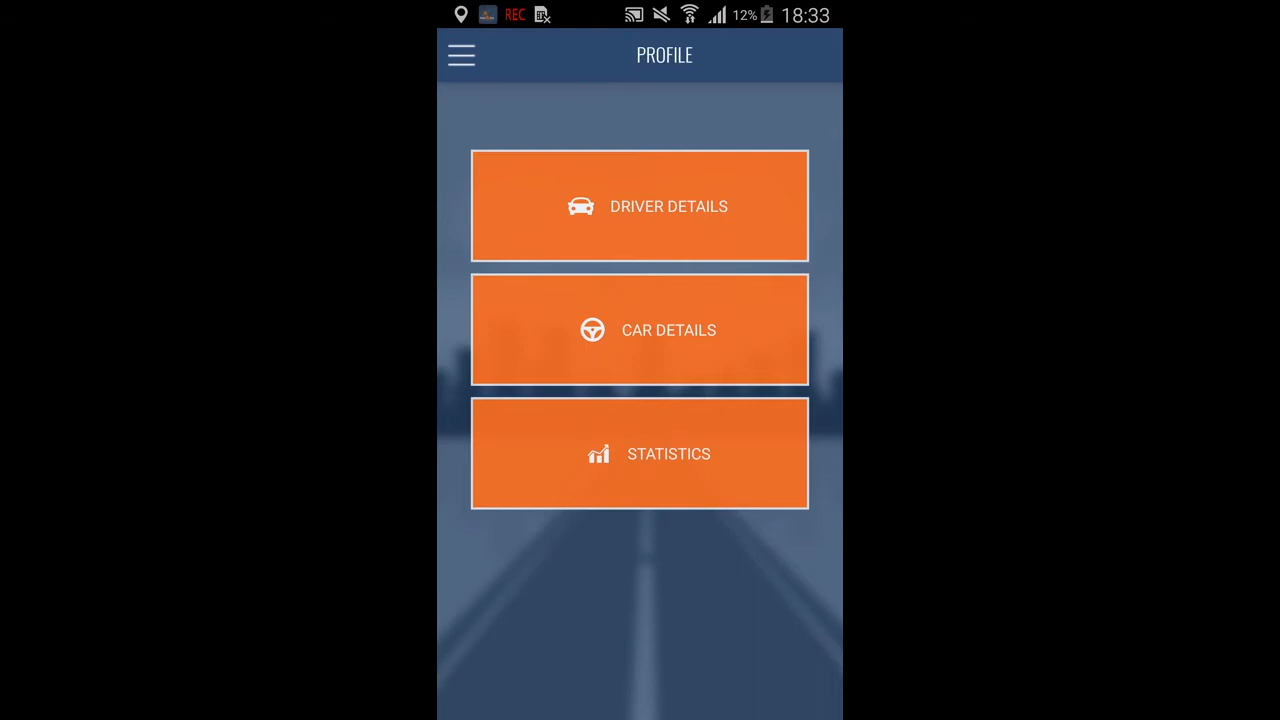 REC 12% 18:33
PROFILE
DRIVER DETAILS
CAR DETAILS
STATISTICS